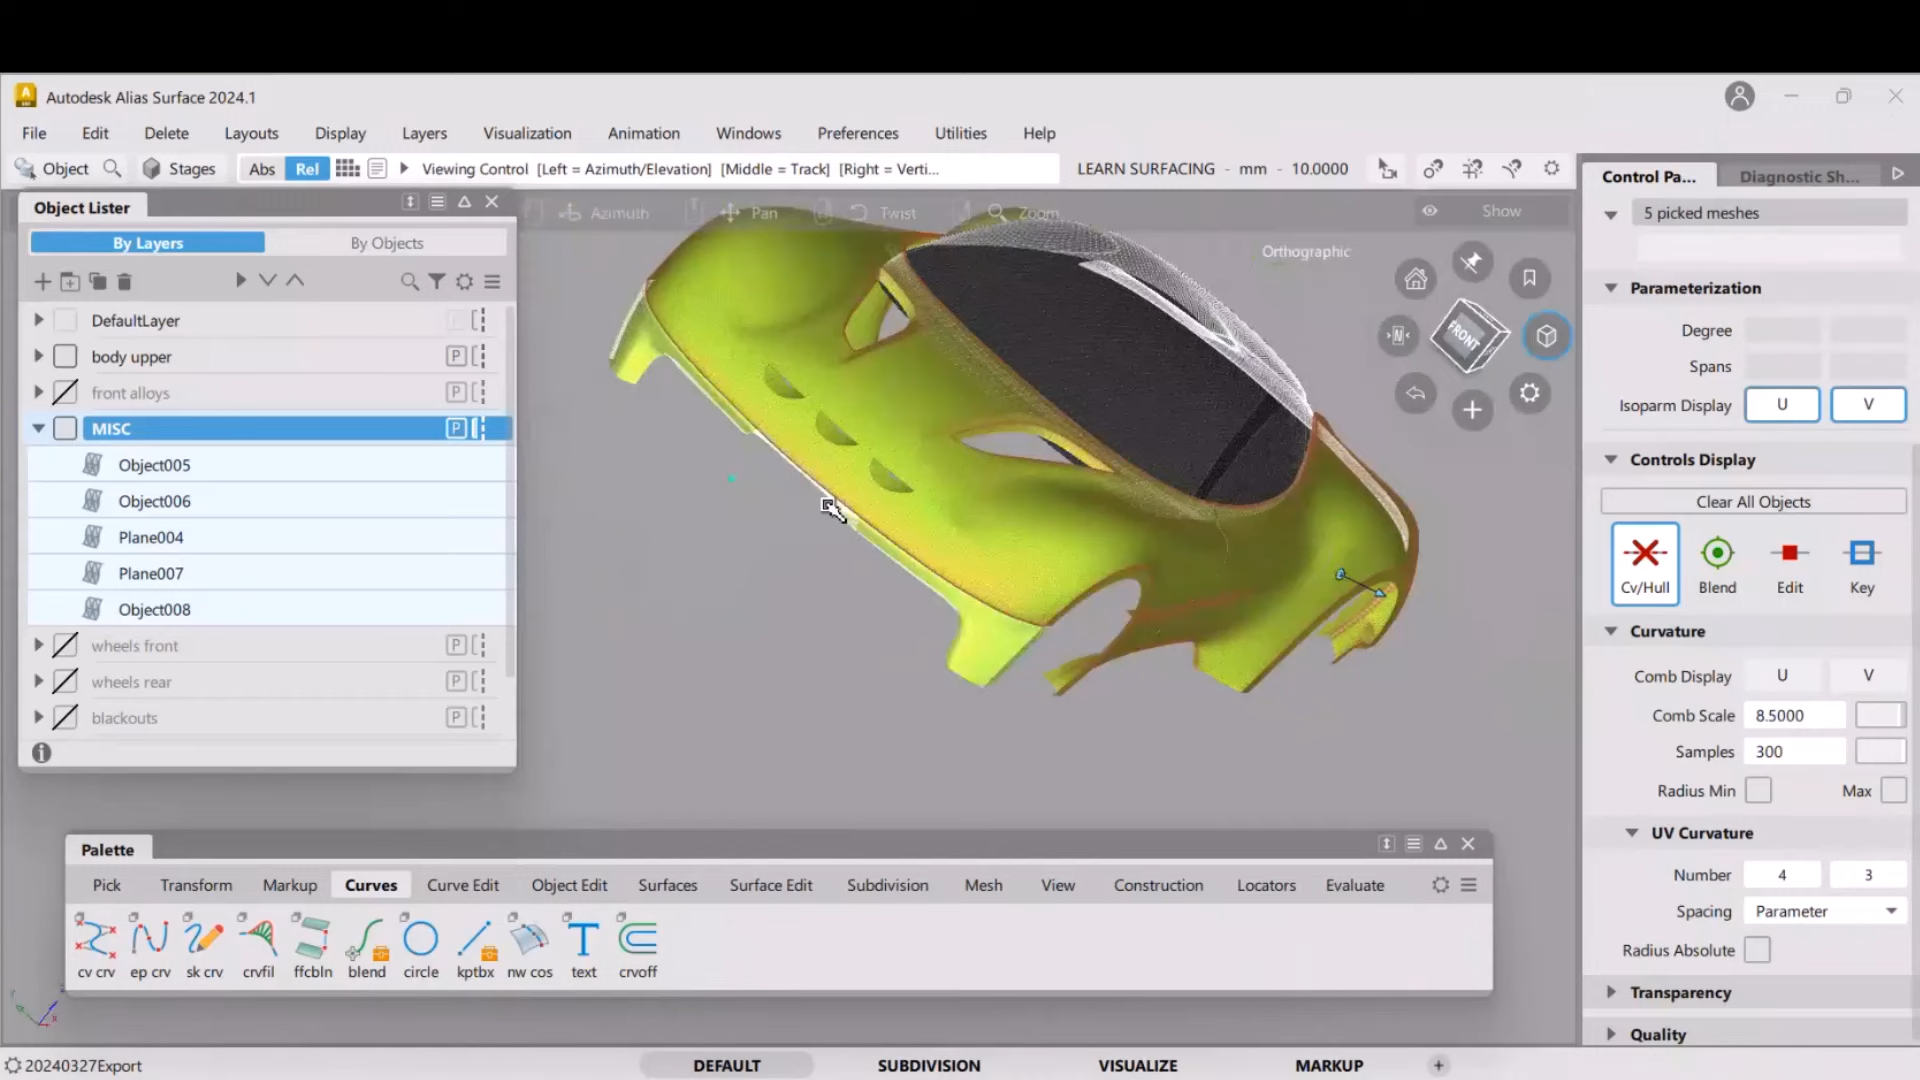 Autodesk Alias Surface 2024.1
File Edit Delete Layouts Display Layers Visualization Animation Windows Preferences Utilities Help
Object Stages Abs Rel Viewing Control [Left = Azimuth/Elevation] [Middle = Track] [Right = Verti... LEARN SURFACING - mm - 10.0000
Control Pa... Diagnostic Sh...
Object Lister
By Layers By Objects
DefaultLayer
body upper P
front alloys P
MISC P
Object005
Object006
Plane004
Plane007
Object008
wheels front P
wheels rear P
blackouts P
Azimuth Pan Twist Zoom Show
Orthographic
FRONT
N
5 picked meshes
Parameterization
Degree
Spans
Isoparm Display U V
Controls Display
Clear All Objects
Cv/Hull Blend Edit Key
Curvature
Comb Display U V
Comb Scale 8.5000
Samples 300
Radius Min Max
UV Curvature
Number 4 3
Spacing Parameter
Radius Absolute
Transparency
Quality
Palette
Pick Transform Markup Curves Curve Edit Object Edit Surfaces Surface Edit Subdivision Mesh View Construction Locators Evaluate
cv crv ep crv sk crv crvfil ffcbln blend circle kptbx nw cos text crvoff
20240327Export
DEFAULT SUBDIVISION VISUALIZE MARKUP +